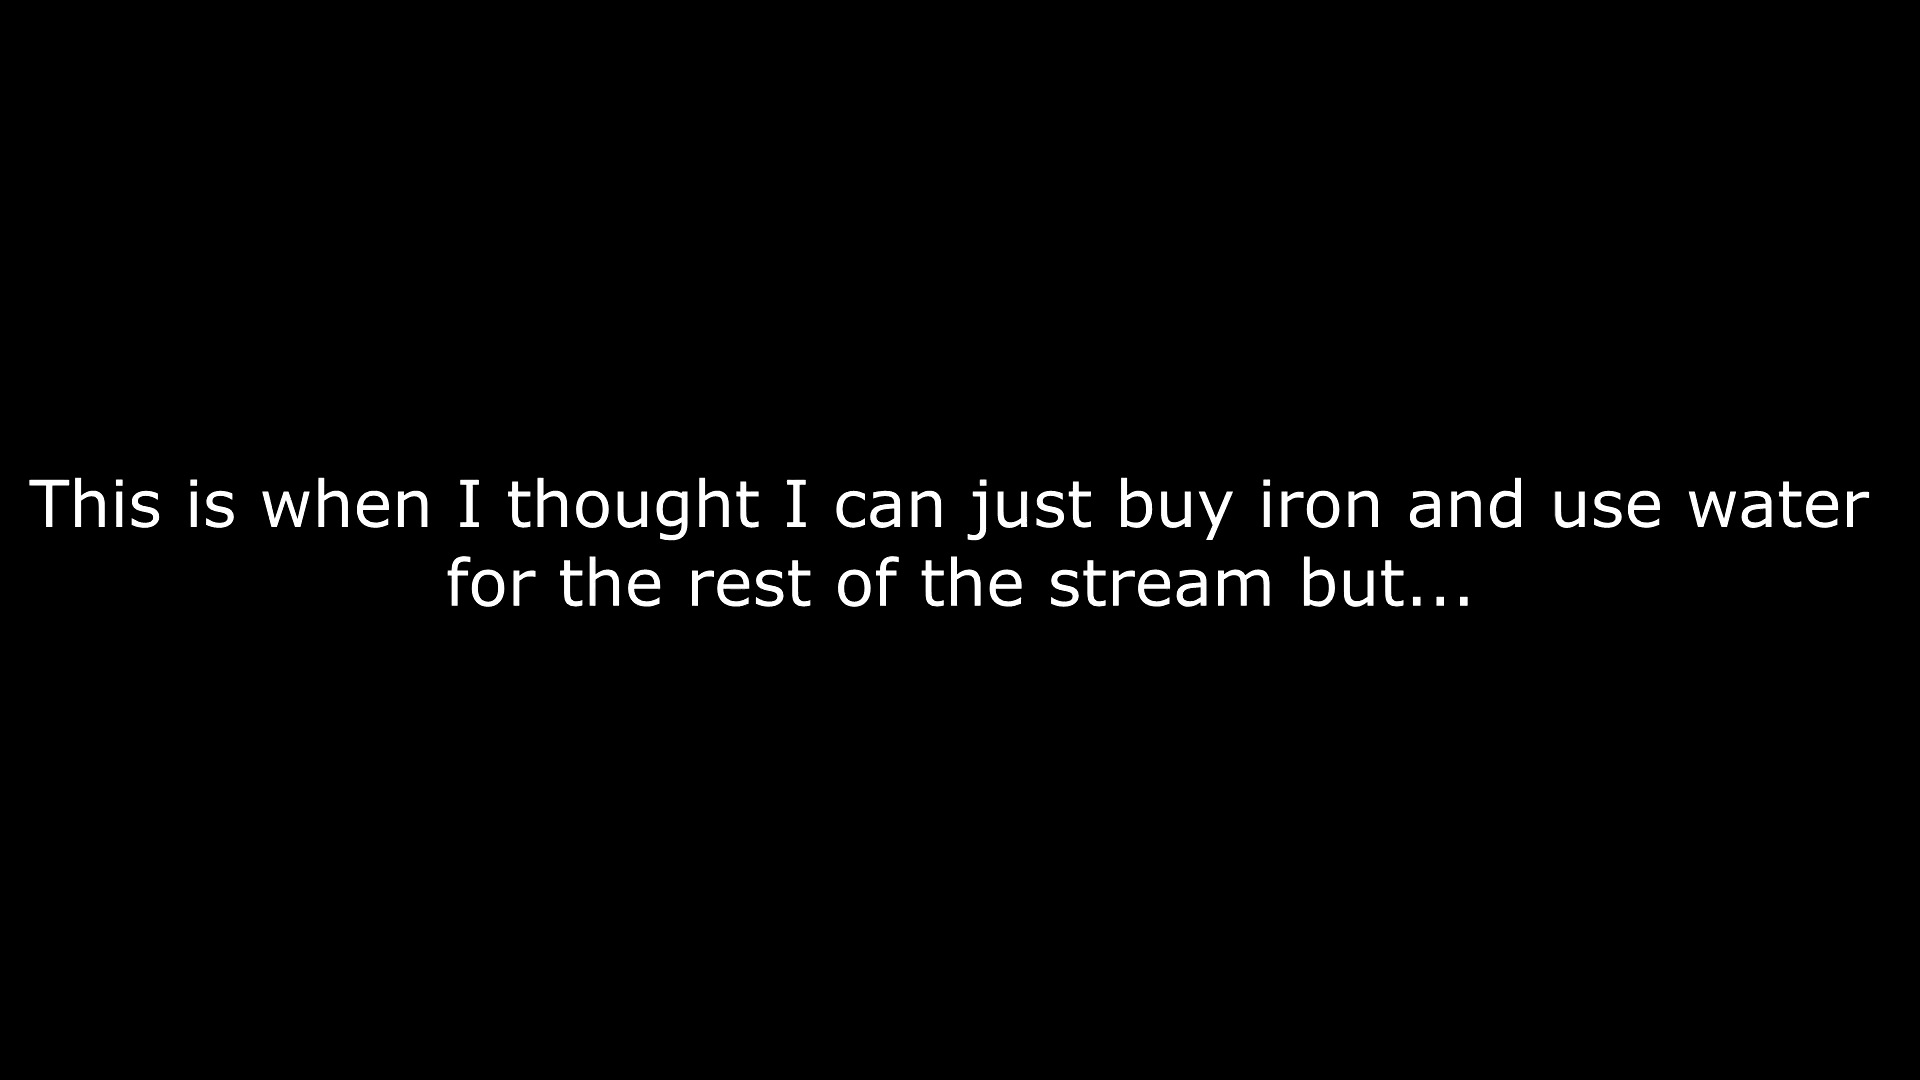 This is when I thought I can just buy iron and use water
for the rest of the stream but...